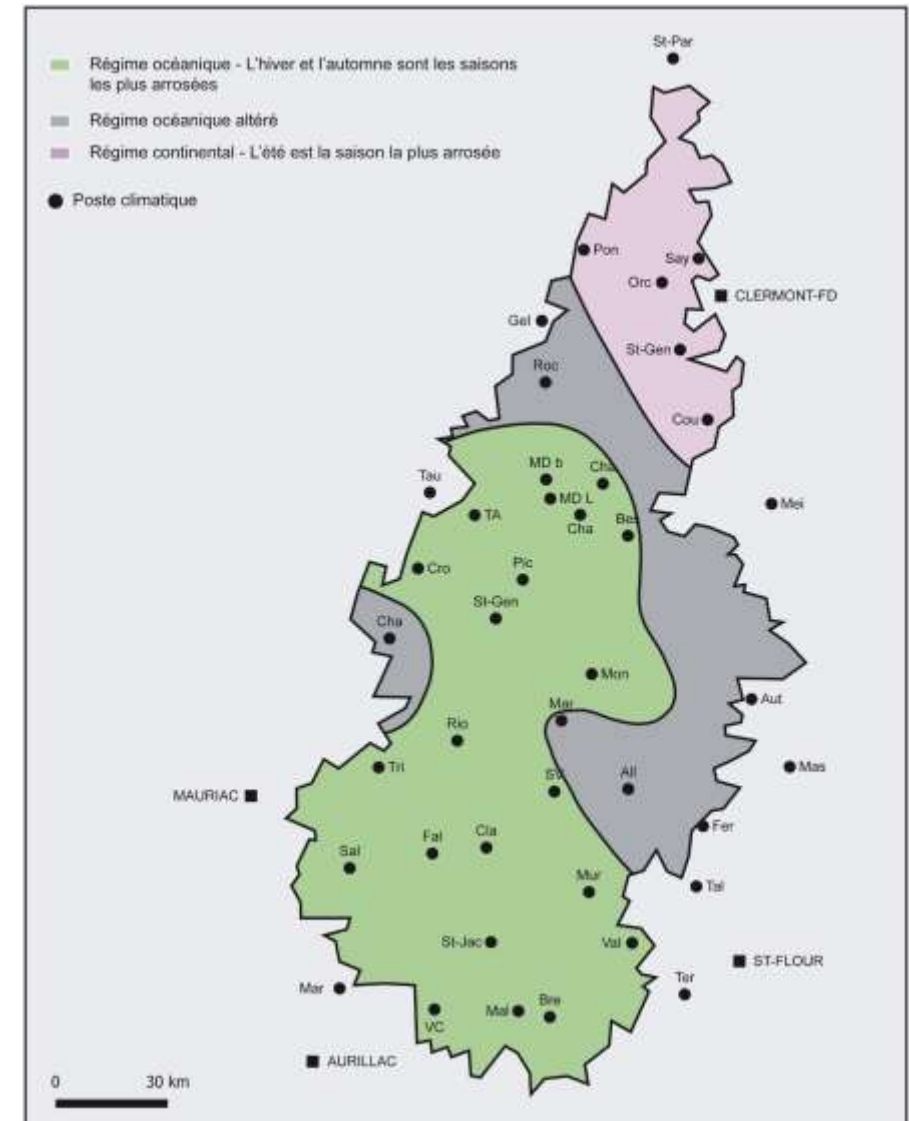 St-Par
Régime océanique - L'hiver et l'automne sont les saisons
les plus arrosées
Régime océanique altéré
Régime continental - L'été est la saison la plus arrosée
Poste climatique
Pon
Say
Orc
CLERMONT-FD
Gel
St-Gen
Roc
Cou
MD b
Cha
Tau
MD L
Mei
TA
Cha
Bes
Cro
Pic
St-Gen
Cha
Mon
Aut
Mar
Rio
Tri
SV
All
Mas
MAURIAC
Fer
Fal
Cla
Sal
Mur
Tal
St-Jac
Val
ST-FLOUR
Mar
Ter
VC
Mal
Bre
AURILLAC
0 30 km